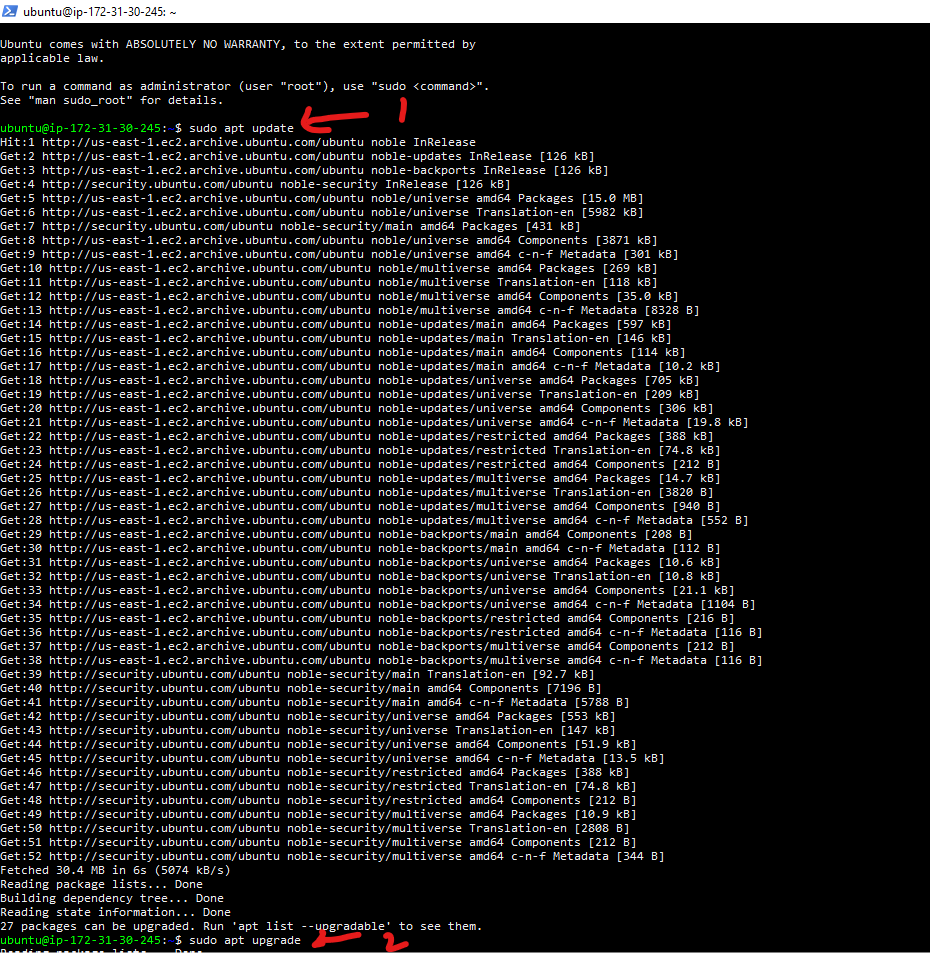 ubuntu@ip-172-31-30-245: ~
Ubuntu comes with ABSOLUTELY NO WARRANTY, to the extent permitted by
applicable law.
To run a command as administrator (user "root"), use "sudo <command>".
See "man sudo_root" for details.
1
ubuntu@ip-172-31-30-245:~$ sudo apt update
Hit:1 http://us-east-1.ec2.archive.ubuntu.com/ubuntu noble InRelease
Get:2 http://us-east-1.ec2.archive.ubuntu.com/ubuntu noble-updates InRelease [126 kB]
Get:3 http://us-east-1.ec2.archive.ubuntu.com/ubuntu noble-backports InRelease [126 kB]
Get:4 http://security.ubuntu.com/ubuntu noble-security InRelease [126 kB]
Get:5 http://us-east-1.ec2.archive.ubuntu.com/ubuntu noble/universe amd64 Packages [15.0 MB]
Get:6 http://us-east-1.ec2.archive.ubuntu.com/ubuntu noble/universe Translation-en [5982 kB]
Get:7 http://security.ubuntu.com/ubuntu noble-security/main amd64 Packages [431 kB]
Get:8 http://us-east-1.ec2.archive.ubuntu.com/ubuntu noble/universe amd64 Components [3871 kB]
Get:9 http://us-east-1.ec2.archive.ubuntu.com/ubuntu noble/universe amd64 c-n-f Metadata [301 kB]
Get:10 http://us-east-1.ec2.archive.ubuntu.com/ubuntu noble/multiverse amd64 Packages [269 kB]
Get:11 http://us-east-1.ec2.archive.ubuntu.com/ubuntu noble/multiverse Translation-en [118 kB]
Get:12 http://us-east-1.ec2.archive.ubuntu.com/ubuntu noble/multiverse amd64 Components [35.0 kB]
Get:13 http://us-east-1.ec2.archive.ubuntu.com/ubuntu noble/multiverse amd64 c-n-f Metadata [8328 B]
Get:14 http://us-east-1.ec2.archive.ubuntu.com/ubuntu noble-updates/main amd64 Packages [597 kB]
Get:15 http://us-east-1.ec2.archive.ubuntu.com/ubuntu noble-updates/main Translation-en [146 kB]
Get:16 http://us-east-1.ec2.archive.ubuntu.com/ubuntu noble-updates/main amd64 Components [114 kB]
Get:17 http://us-east-1.ec2.archive.ubuntu.com/ubuntu noble-updates/main amd64 c-n-f Metadata [10.2 kB]
Get:18 http://us-east-1.ec2.archive.ubuntu.com/ubuntu noble-updates/universe amd64 Packages [705 kB]
Get:19 http://us-east-1.ec2.archive.ubuntu.com/ubuntu noble-updates/universe Translation-en [209 kB]
Get:20 http://us-east-1.ec2.archive.ubuntu.com/ubuntu noble-updates/universe amd64 Components [306 kB]
Get:21 http://us-east-1.ec2.archive.ubuntu.com/ubuntu noble-updates/universe amd64 c-n-f Metadata [19.8 kB]
Get:22 http://us-east-1.ec2.archive.ubuntu.com/ubuntu noble-updates/restricted amd64 Packages [388 kB]
Get:23 http://us-east-1.ec2.archive.ubuntu.com/ubuntu noble-updates/restricted Translation-en [74.8 kB]
Get:24 http://us-east-1.ec2.archive.ubuntu.com/ubuntu noble-updates/restricted amd64 Components [212 B]
Get:25 http://us-east-1.ec2.archive.ubuntu.com/ubuntu noble-updates/multiverse amd64 Packages [14.7 kB]
Get:26 http://us-east-1.ec2.archive.ubuntu.com/ubuntu noble-updates/multiverse Translation-en [3820 B]
Get:27 http://us-east-1.ec2.archive.ubuntu.com/ubuntu noble-updates/multiverse amd64 Components [940 B]
Get:28 http://us-east-1.ec2.archive.ubuntu.com/ubuntu noble-updates/multiverse amd64 c-n-f Metadata [552 B]
Get:29 http://us-east-1.ec2.archive.ubuntu.com/ubuntu noble-backports/main amd64 Components [208 B]
Get:30 http://us-east-1.ec2.archive.ubuntu.com/ubuntu noble-backports/main amd64 c-n-f Metadata [112 B]
Get:31 http://us-east-1.ec2.archive.ubuntu.com/ubuntu noble-backports/universe amd64 Packages [10.6 kB]
Get:32 http://us-east-1.ec2.archive.ubuntu.com/ubuntu noble-backports/universe Translation-en [10.8 kB]
Get:33 http://us-east-1.ec2.archive.ubuntu.com/ubuntu noble-backports/universe amd64 Components [21.1 kB]
Get:34 http://us-east-1.ec2.archive.ubuntu.com/ubuntu noble-backports/universe amd64 c-n-f Metadata [1104 B]
Get:35 http://us-east-1.ec2.archive.ubuntu.com/ubuntu noble-backports/restricted amd64 Components [216 B]
Get:36 http://us-east-1.ec2.archive.ubuntu.com/ubuntu noble-backports/restricted amd64 c-n-f Metadata [116 B]
Get:37 http://us-east-1.ec2.archive.ubuntu.com/ubuntu noble-backports/multiverse amd64 Components [212 B]
Get:38 http://us-east-1.ec2.archive.ubuntu.com/ubuntu noble-backports/multiverse amd64 c-n-f Metadata [116 B]
Get:39 http://security.ubuntu.com/ubuntu noble-security/main Translation-en [92.7 kB]
Get:40 http://security.ubuntu.com/ubuntu noble-security/main amd64 Components [7196 B]
Get:41 http://security.ubuntu.com/ubuntu noble-security/main amd64 c-n-f Metadata [5788 B]
Get:42 http://security.ubuntu.com/ubuntu noble-security/universe amd64 Packages [553 kB]
Get:43 http://security.ubuntu.com/ubuntu noble-security/universe Translation-en [147 kB]
Get:44 http://security.ubuntu.com/ubuntu noble-security/universe amd64 Components [51.9 kB]
Get:45 http://security.ubuntu.com/ubuntu noble-security/universe amd64 c-n-f Metadata [13.5 kB]
Get:46 http://security.ubuntu.com/ubuntu noble-security/restricted amd64 Packages [388 kB]
Get:47 http://security.ubuntu.com/ubuntu noble-security/restricted Translation-en [74.8 kB]
Get:48 http://security.ubuntu.com/ubuntu noble-security/restricted amd64 Components [212 B]
Get:49 http://security.ubuntu.com/ubuntu noble-security/multiverse amd64 Packages [10.9 kB]
Get:50 http://security.ubuntu.com/ubuntu noble-security/multiverse Translation-en [2808 B]
Get:51 http://security.ubuntu.com/ubuntu noble-security/multiverse amd64 Components [212 B]
Get:52 http://security.ubuntu.com/ubuntu noble-security/multiverse amd64 c-n-f Metadata [344 B]
Fetched 30.4 MB in 6s (5074 kB/s)
Reading package lists... Done
Building dependency tree... Done
Reading state information... Done
27 packages can be upgraded. Run 'apt list --upgradable' to see them.
ubuntu@ip-172-31-30-245:~$ sudo apt upgrade
2